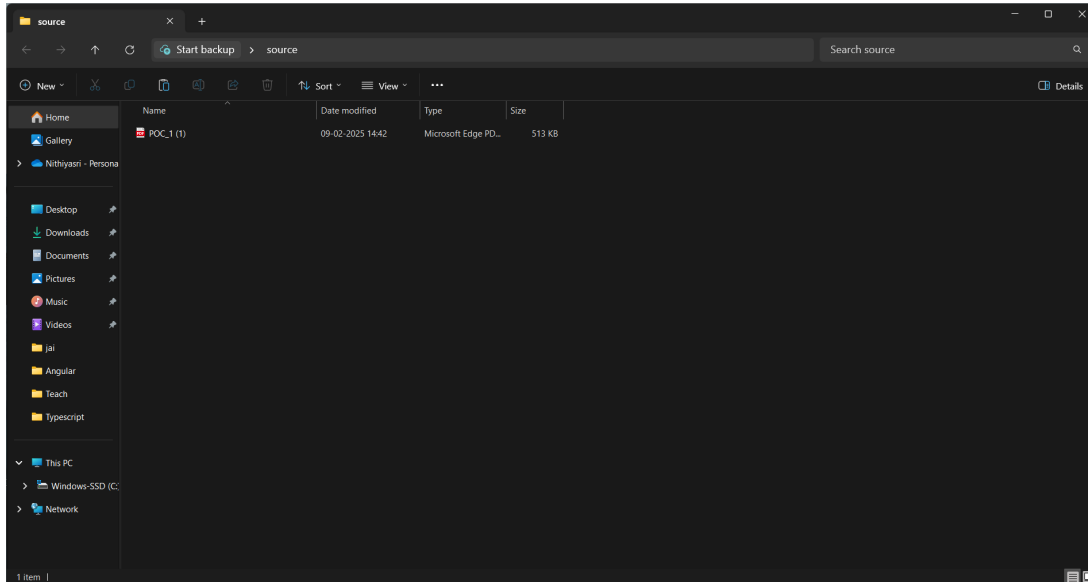 source
Start backup > source
Search source
New
Sort
View
Details
Name
Date modified
Type
Size
POC_1 (1)
09-02-2025 14:42
Microsoft Edge PD...
513 KB
Home
Gallery
Nithiyasri - Persona
Desktop
Downloads
Documents
Pictures
Music
Videos
jai
Angular
Teach
Typescript
This PC
Windows-SSD (C:
Network
1 item